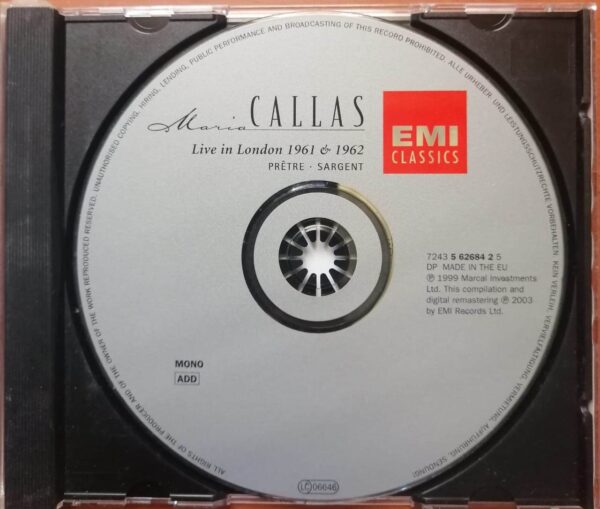 UNAUTHORISED COPYING, HIRING, LENDING, PUBLIC PERFORMANCE AND BROADCASTING OF THIS RECORD PROHIBITED. ALLE URHEBER- UND LEISTUNGSSCHUTZRECHTE VORBEHALTEN. KEIN VERLEIH, VERVIELFÄLTIGUNG, VERMIETUNG, AUFFÜHRUNG, SENDUNG!
Maria CALLAS
Live in London 1961 & 1962
PRÊTRE · SARGENT
EMI
CLASSICS
7243 5 62684 2 5
DP MADE IN THE EU
℗ 1999 Marcal Investments
Ltd. This compilation and
digital remastering ℗ 2003
by EMI Records Ltd.
MONO
ADD
LC 06646
ALL RIGHTS OF THE PRODUCER AND OF THE OWNER OF THE WORK REPRODUCED RESERVED.